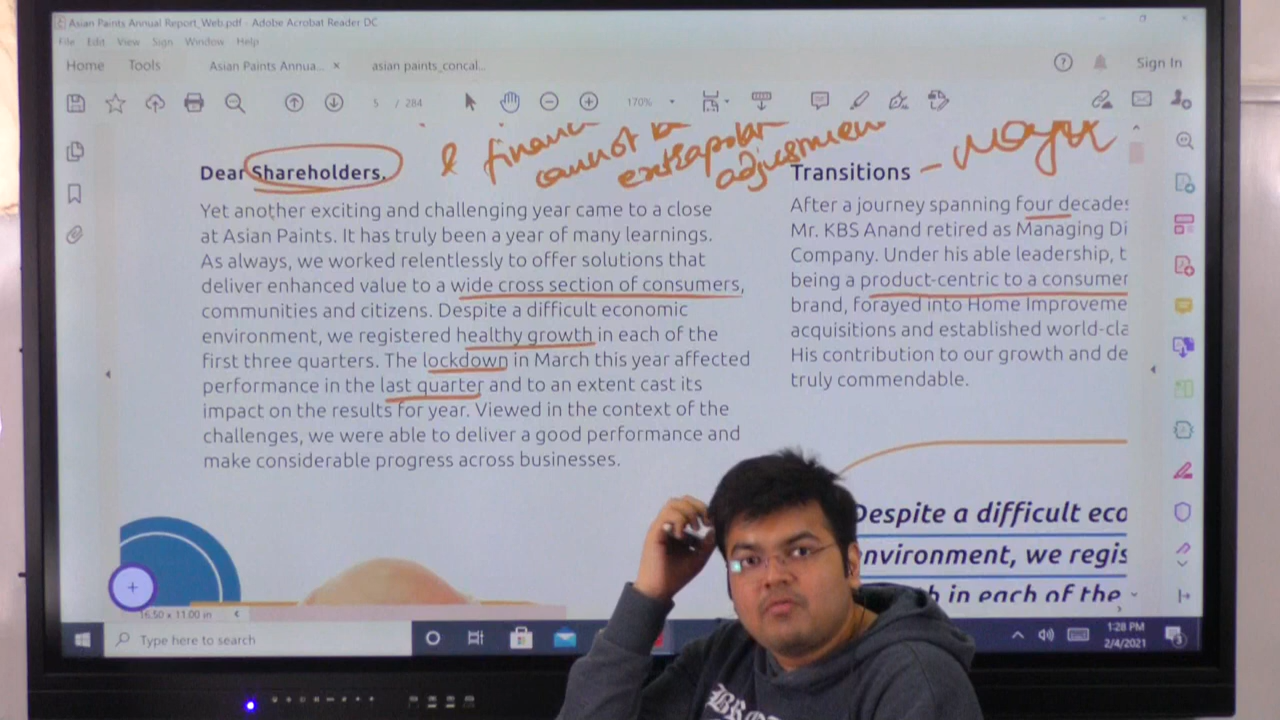 Asian Paints Annual Report_Web.pdf - Adobe Acrobat Reader DC
File Edit View Sign Window Help
Home Tools Asian Paints Annua... × asian paints_concal... Sign In
5 / 284 170%
& financ
cannot be
extrapolat
adjustmen
Dear Shareholders,
Yet another exciting and challenging year came to a close
at Asian Paints. It has truly been a year of many learnings.
As always, we worked relentlessly to offer solutions that
deliver enhanced value to a wide cross section of consumers,
communities and citizens. Despite a difficult economic
environment, we registered healthy growth in each of the
first three quarters. The lockdown in March this year affected
performance in the last quarter and to an extent cast its
impact on the results for year. Viewed in the context of the
challenges, we were able to deliver a good performance and
make considerable progress across businesses.
Transitions
After a journey spanning four decades
Mr. KBS Anand retired as Managing Di
Company. Under his able leadership, t
being a product-centric to a consumer
brand, forayed into Home Improveme
acquisitions and established world-cla
His contribution to our growth and de
truly commendable.
Despite a difficult eco
nvironment, we regis
h in each of the
16.50 x 11.00 in
Type here to search
1:28 PM
2/4/2021